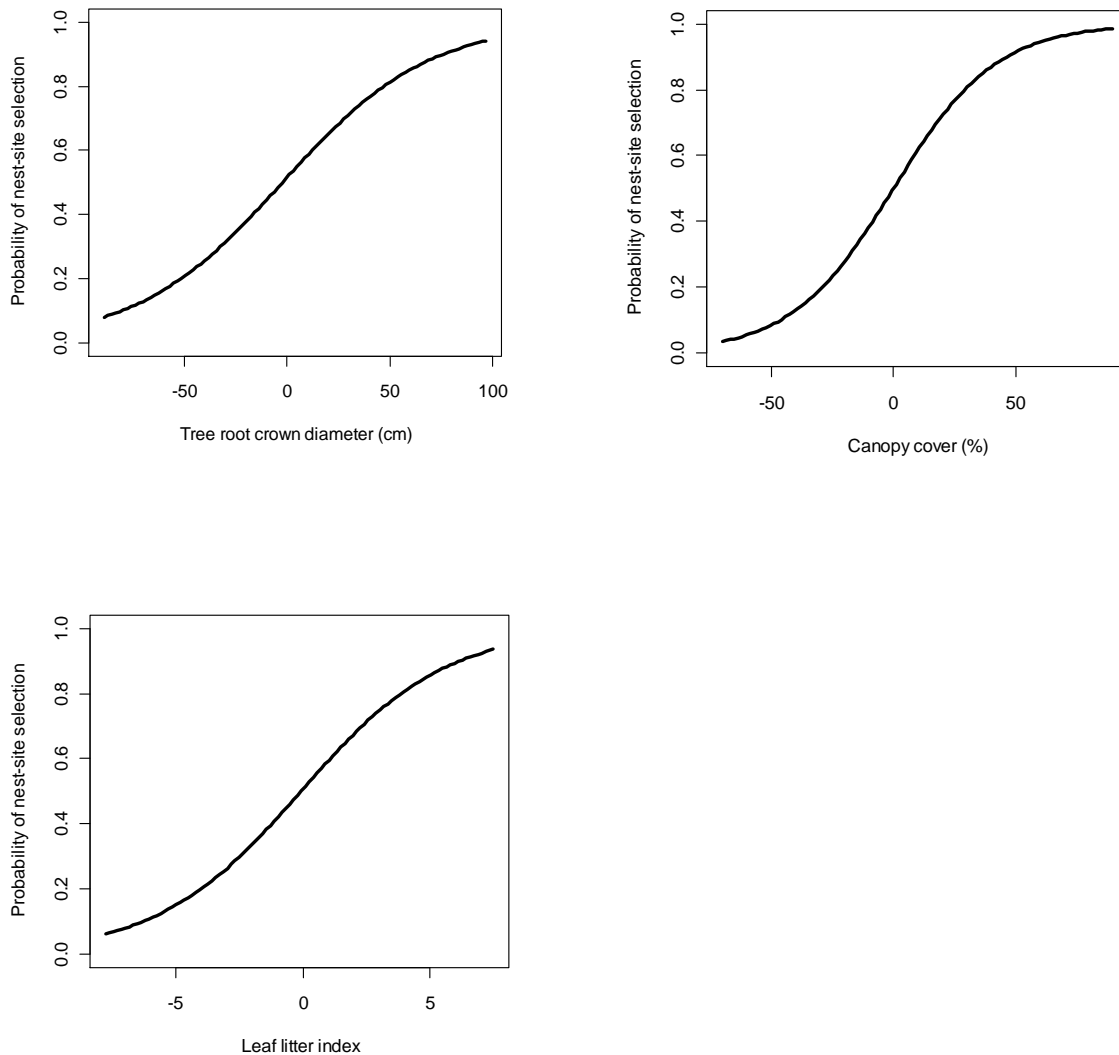 Probability of nest-site selection
0.0 0.2 0.4 0.6 0.8 1.0
-50 0 50 100
Tree root crown diameter (cm)
Probability of nest-site selection
0.0 0.2 0.4 0.6 0.8 1.0
-50 0 50
Canopy cover (%)
Probability of nest-site selection
0.0 0.2 0.4 0.6 0.8 1.0
-5 0 5
Leaf litter index